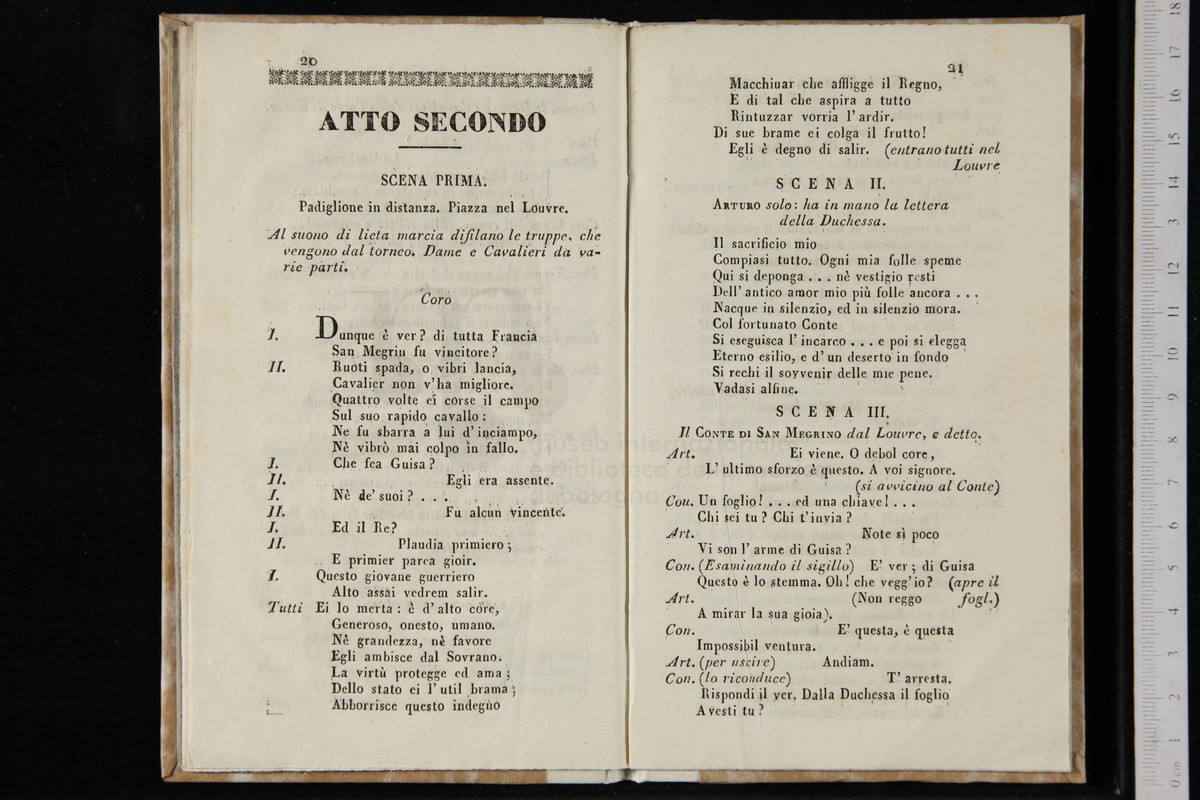 20
ATTO SECONDO
SCENA PRIMA.
Padiglione in distanza. Piazza nel Louvre.
Al suono di lieta marcia difilano le truppe, che
vengono dal torneo. Dame e Cavalieri da va-
rie parti.
Coro
I. Dunque è ver? di tutta Francia
San Megrin fu vincitore?
II. Ruoti spada, o vibri lancia,
Cavalier non v'ha migliore.
Quattro volte ei corse il campo
Sul suo rapido cavallo:
Ne fu sbarra a lui d'inciampo,
Nè vibrò mai colpo in fallo.
I. Che fea Guisa?
II. Egli era assente.
I. Nè de' suoi? . . .
II. Fu alcun vincente.
I. Ed il Re?
II. Plaudia primiero;
E primier parea gioir.
I. Questo giovane guerriero
Alto assai vedrem salir.
Tutti Ei lo merta: è d'alto core,
Generoso, onesto, umano.
Nè grandezza, nè favore
Egli ambisce dal Sovrano.
La virtù protegge ed ama;
Dello stato ei l'util brama;
Abborrisce questo indegno
21
Macchinar che affligge il Regno,
E di tal che aspira a tutto
Rintuzzar vorria l'ardir.
Di sue brame ei colga il frutto!
Egli è degno di salir. (entrano tutti nel
Louvre
SCENA II.
ARTURO solo: ha in mano la lettera
della Duchessa.
Il sacrificio mio
Compiasi tutto. Ogni mia folle speme
Qui si deponga . . . nè vestigio resti
Dell'antico amor mio più folle ancora . . .
Nacque in silenzio, ed in silenzio mora.
Col fortunato Conte
Si eseguisca l'incarco . . . e poi si elegga
Eterno esilio, e d'un deserto in fondo
Si rechi il sovvenir delle mie pene.
Vadasi alfine.
SCENA III.
Il CONTE DI SAN MEGRINO dal Louvre, e detto.
Art. Ei viene. O debol core,
L'ultimo sforzo è questo. A voi signore.
(si avvicina al Conte)
Con. Un foglio! . . . ed una chiave! . . .
Chi sei tu? Chi t'invia?
Art. Note sì poco
Vi son l'arme di Guisa?
Con. (Esaminando il sigillo) E' ver; di Guisa
Questo è lo stemma. Oh! che vegg'io? (apre il
Art. (Non reggo fogl.)
A mirar la sua gioia).
Con. E' questa, è questa
Impossibil ventura.
Art. (per uscire) Andiam.
Con. (lo riconduce) T'arresta.
Rispondi il ver. Dalla Duchessa il foglio
Avesti tu?